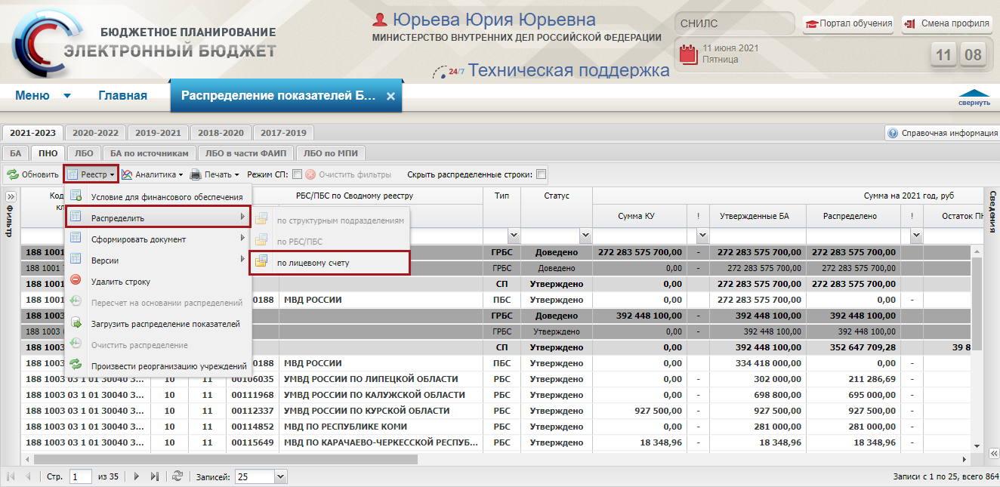 БЮДЖЕТНОЕ ПЛАНИРОВАНИЕ
ЭЛЕКТРОННЫЙ БЮДЖЕТ
Юрьева Юрия Юрьевна
МИНИСТЕРСТВО ВНУТРЕННИХ ДЕЛ РОССИЙСКОЙ ФЕДЕРАЦИИ
24/7 Техническая поддержка
СНИЛС
Портал обучения
Смена профиля
11 июня 2021
Пятница
11 08
Меню Главная Распределение показателей Б...
свернуть
2021-2023 2020-2022 2019-2021 2018-2020 2017-2019
Справочная информация
БА ПНО ЛБО БА по источникам ЛБО в части ФАИП ЛБО по МПИ
Обновить Реестр Аналитика Печать Режим СП: Очистить фильтры Скрыть распределенные строки:
Фильтр
Сведения
Код
РБС/ПБС по Сводному реестру Тип Статус Сумма на 2021 год, руб
Сумма КУ ! Утвержденные БА Распределено ! Остаток
Условие для финансового обеспечения
Распределить
Сформировать документ
Версии
Удалить строку
Пересчет на основании распределений
Загрузить распределение показателей
Очистить распределение
Произвести реорганизацию учреждений
по структурным подразделениям
по РБС/ПБС
по лицевому счету
188 1001 ГРБС Доведено 272 283 575 700,00 - 272 283 575 700,00 272 283 575 700,00
188 1001 ГРБС Доведено 0,00 - 272 283 575 700,00 272 283 575 700,00
188 1001 СП Утверждено 0,00 272 283 575 700,00 272 283 575 700,00
188 1001 0188 МВД РОССИИ ПБС Утверждено 0,00 272 283 575 700,00 0,00 -
188 1003 ГРБС Доведено 392 448 100,00 - 392 448 100,00 392 448 100,00
188 1003 ГРБС Утверждено 0,00 - 392 448 100,00 392 448 100,00
188 1003 СП Утверждено 0,00 392 448 100,00 352 647 709,28 39 8
0188 МВД РОССИИ ПБС Утверждено 0,00 334 418 000,00 0,00 -
188 1003 03 1 01 30040 3... 10 11 00106035 УМВД РОССИИ ПО ЛИПЕЦКОЙ ОБЛАСТИ РБС Утверждено 0,00 - 302 000,00 211 286,69 -
188 1003 03 1 01 30040 3... 10 11 00111968 УМВД РОССИИ ПО КАЛУЖСКОЙ ОБЛАСТИ РБС Утверждено 0,00 - 698 800,00 695 000,00 -
188 1003 03 1 01 30040 3... 10 11 00112337 УМВД РОССИИ ПО КУРСКОЙ ОБЛАСТИ РБС Утверждено 927 500,00 - 927 500,00 927 500,00 -
188 1003 03 1 01 30040 3... 10 11 00114852 МВД ПО РЕСПУБЛИКЕ КОМИ РБС Утверждено 0,00 - 281 000,00 281 000,00 -
188 1003 03 1 01 30040 3... 10 11 00115649 МВД ПО КАРАЧАЕВО-ЧЕРКЕССКОЙ РЕСПУБ... РБС Утверждено 18 348,96 - 18 348,96 18 348,96 -
Стр. 1 из 35 Записей: 25
Записи с 1 по 25, всего 864